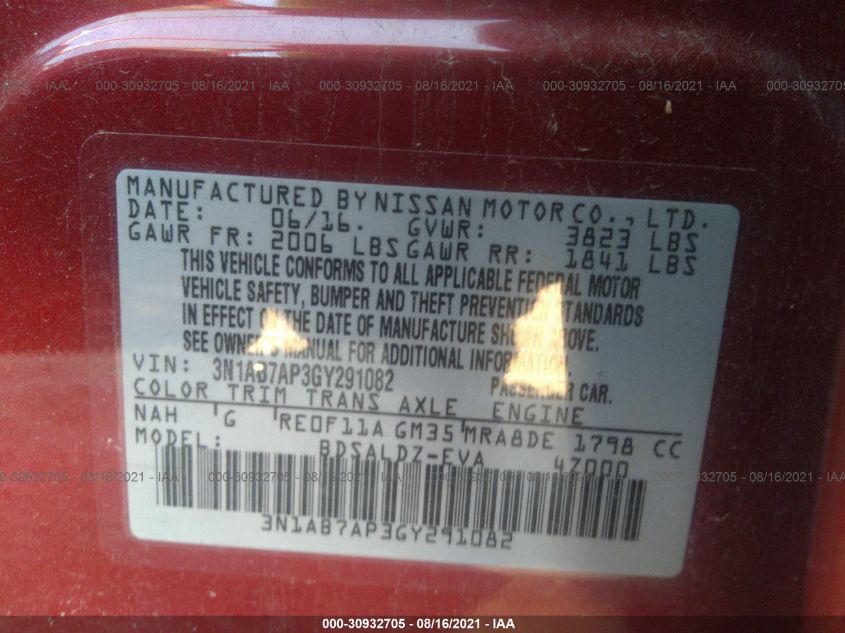 000-30932705 - 08/16/2021 - IAA
MANUFACTURED BY NISSAN MOTOR CO., LTD.
DATE: 06/16. GVWR: 3823 LBS
GAWR FR: 2006 LBS GAWR RR: 1841 LBS
THIS VEHICLE CONFORMS TO ALL APPLICABLE FEDERAL MOTOR
VEHICLE SAFETY, BUMPER AND THEFT PREVENTION STANDARDS
IN EFFECT ON THE DATE OF MANUFACTURE SHOWN ABOVE.
SEE OWNER'S MANUAL FOR ADDITIONAL INFORMATION.
VIN: 3N1AB7AP3GY291082 PASSENGER CAR.
COLOR TRIM TRANS AXLE ENGINE
NAH G RE0F11A GM35 MRA8DE 1798 CC
MODEL: BDSALDZ-EVA 47000
3N1AB7AP3GY291082
000-30932705 - 08/16/2021 - IAA